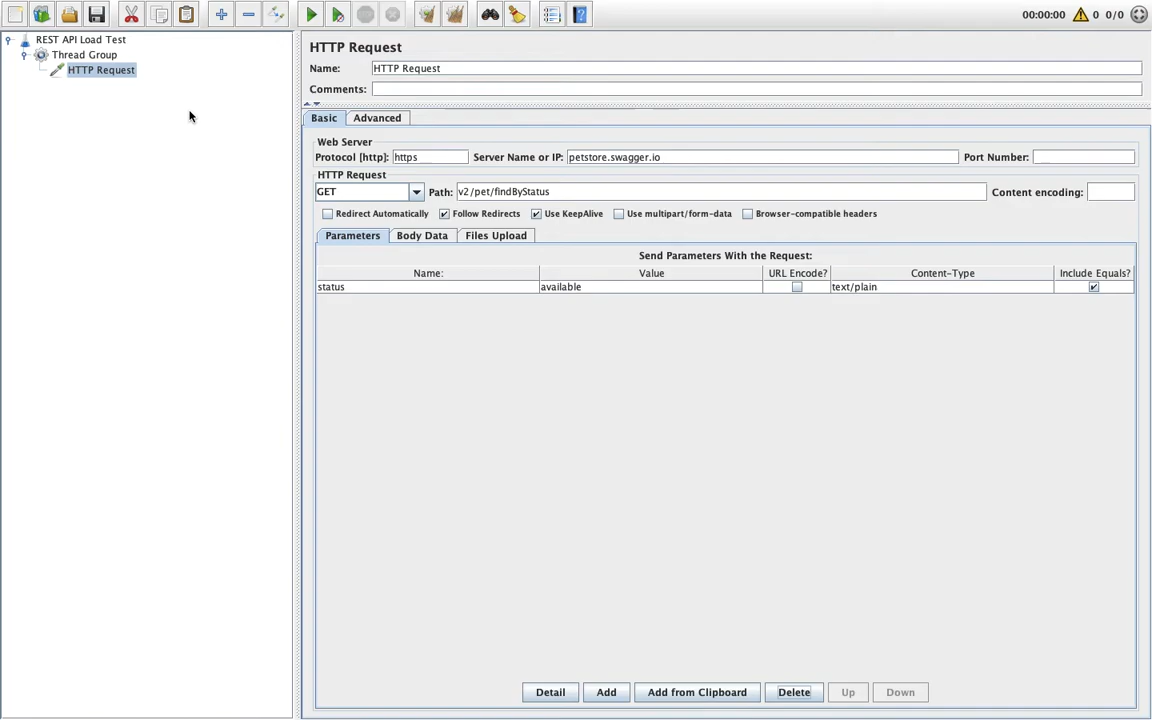 00:00:00 0 0/0
REST API Load Test
Thread Group
HTTP Request
HTTP Request
Name: HTTP Request
Comments:
Basic Advanced
Web Server
Protocol [http]: https Server Name or IP: petstore.swagger.io Port Number:
HTTP Request
GET Path: v2/pet/findByStatus Content encoding:
Redirect Automatically Follow Redirects Use KeepAlive Use multipart/form-data Browser-compatible headers
Parameters Body Data Files Upload
Send Parameters With the Request:
Name: Value URL Encode? Content-Type Include Equals?
status available text/plain
Detail Add Add from Clipboard Delete Up Down